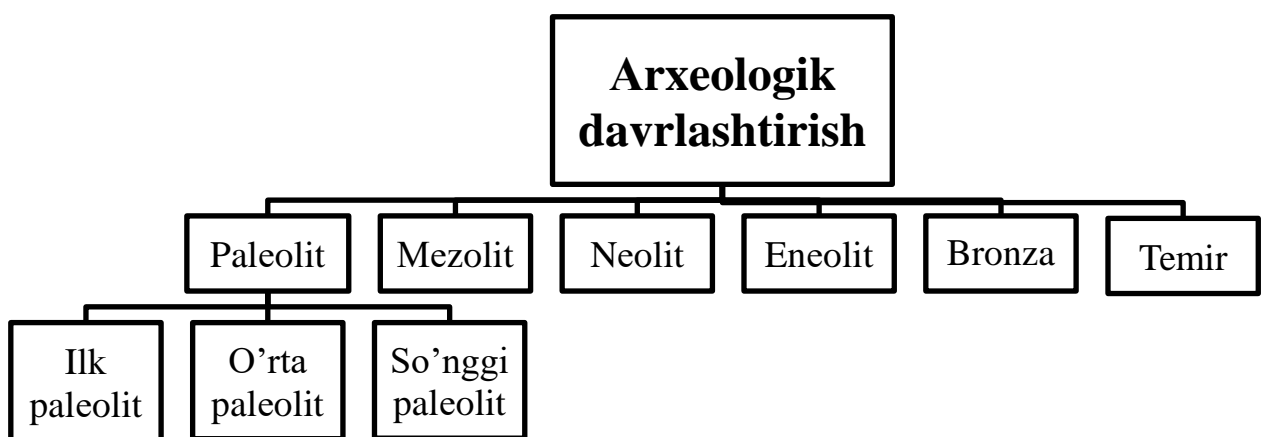 Arxeologik
davrlashtirish
Paleolit
Mezolit
Neolit
Eneolit
Bronza
Temir
Ilk
paleolit
O’rta
paleolit
So’nggi
paleolit